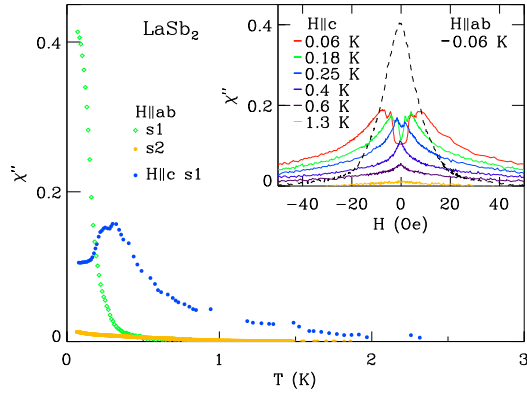 LaSb₂
H∥ab
s1
s2
H∥c s1
χ″
0.4
0.2
0
0
1
2
3
T (K)
H∥c
0.06 K
0.18 K
0.25 K
0.4 K
0.6 K
1.3 K
H∥ab
0.06 K
χ″
0.4
0.2
0
−40
−20
0
20
40
H (Oe)